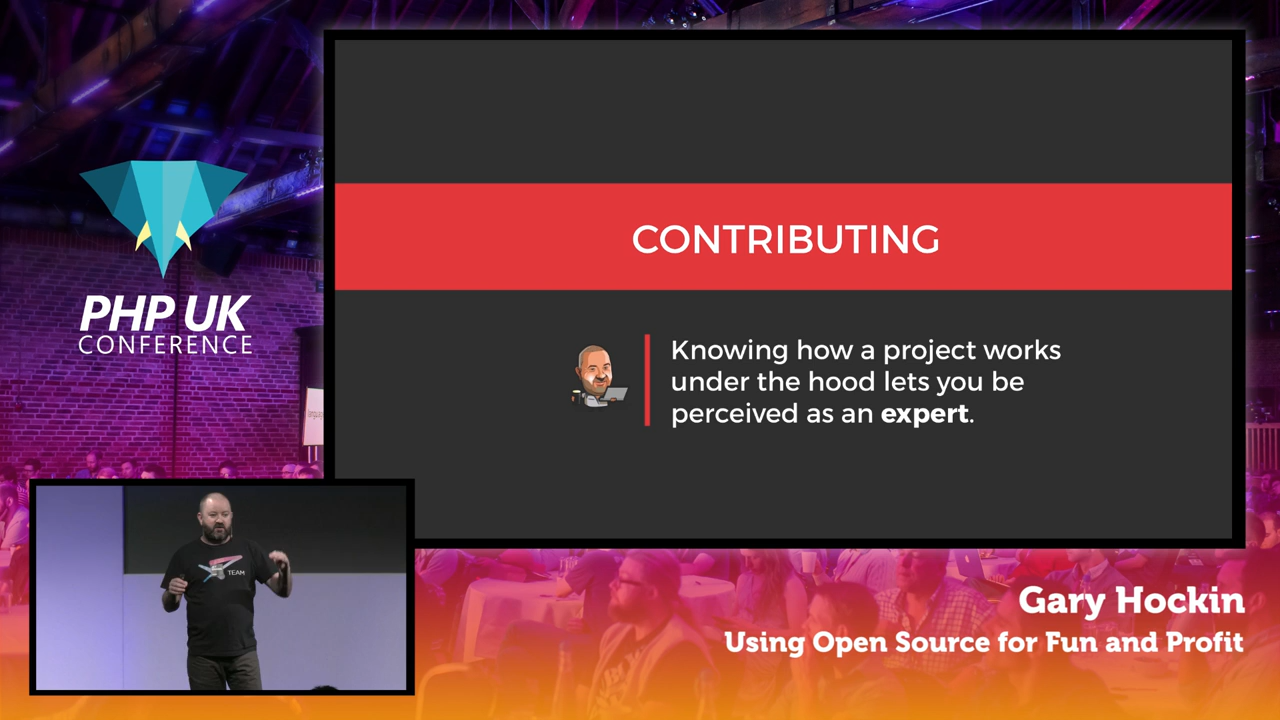 PHP UK
CONFERENCE
CONTRIBUTING
Knowing how a project works
under the hood lets you be
perceived as an expert.
TEAM
Gary Hockin
Using Open Source for Fun and Profit